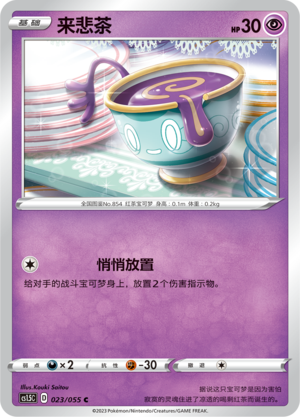 基础 来悲茶 HP30
全国图鉴No.854 红茶宝可梦 身高：0.1m 体重：0.2kg
悄悄放置
给对手的战斗宝可梦身上，放置2个伤害指示物。
弱点 ×2 抗性 -30 撤退
Illus.Kouki Saitou
CS1.5C D 023/055 C
据说这只宝可梦是因为
寂寞的灵魂生进了凉透的喝剩红茶而诞生的。
©2023 Pokémon/Nintendo/Creatures/GAME FREAK.